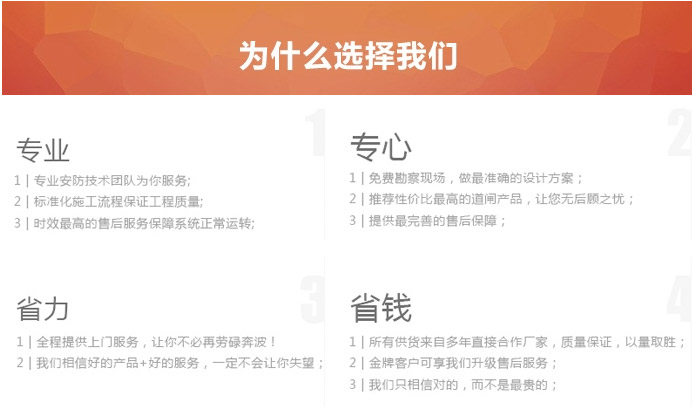 为什么选择我们
1
专业
1 | 专业安防技术团队为你服务;
2 | 标准化施工流程保证工程质量;
3 | 时效最高的售后服务保障系统正常运转;
2
专心
1 | 免费勘察现场，做最准确的设计方案；
2 | 推荐性价比最高的道闸产品，让您无后顾之忧；
3 | 提供最完善的售后保障；
3
省力
1 | 全程提供上门服务，让你不必再劳碌奔波！
2 | 我们相信好的产品+好的服务，一定不会让你失望；
4
省钱
1 | 所有供货来自多年直接合作厂家，质量保证，以量取胜；
2 | 金牌客户可享我们升级售后服务；
3 | 我们只相信对的，而不是最贵的；